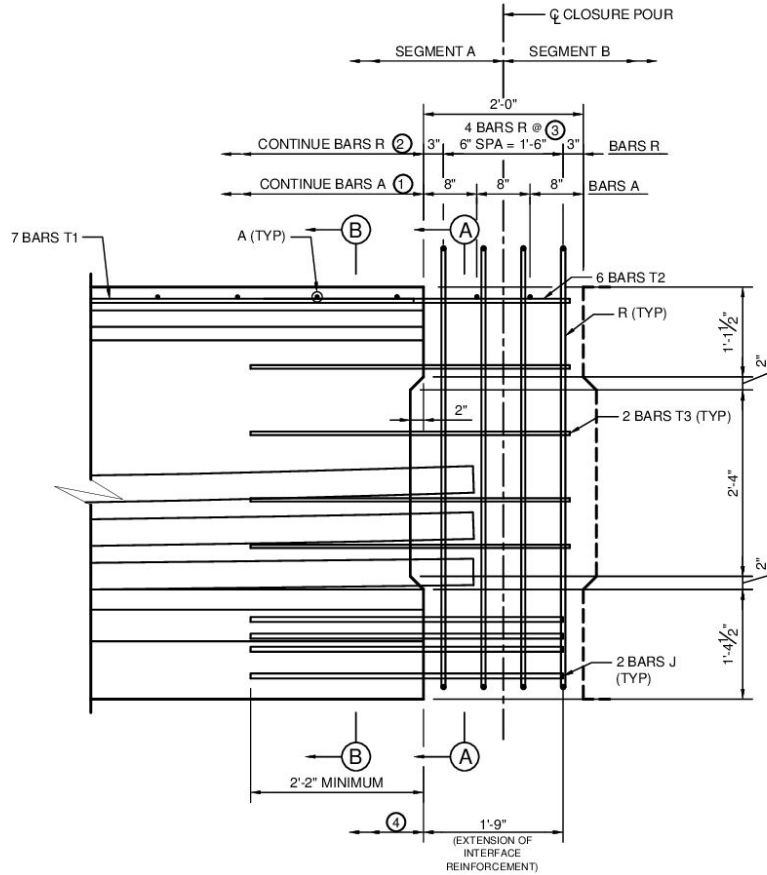 ℄ CLOSURE POUR
SEGMENT A
SEGMENT B
2'-0"
4 BARS R @ ③
CONTINUE BARS R ②
3"
6" SPA = 1'-6"
3"
BARS R
CONTINUE BARS A ①
8"
8"
8"
BARS A
B
A
7 BARS T1
A (TYP)
6 BARS T2
R (TYP)
1'-1½"
2"
2"
2 BARS T3 (TYP)
2'-4"
2"
1'-4½"
2 BARS J
(TYP)
B
A
2'-2" MINIMUM
④
1'-9"
(EXTENSION OF
INTERFACE
REINFORCEMENT)